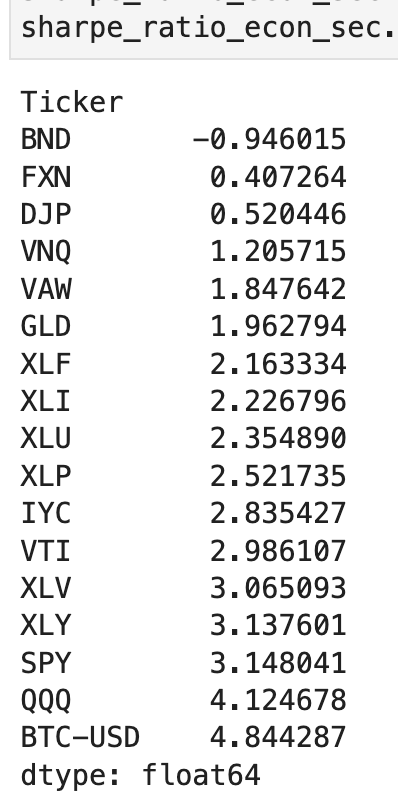 sharpe_ratio_econ_sec.
Ticker
BND -0.946015
FXN 0.407264
DJP 0.520446
VNQ 1.205715
VAW 1.847642
GLD 1.962794
XLF 2.163334
XLI 2.226796
XLU 2.354890
XLP 2.521735
IYC 2.835427
VTI 2.986107
XLV 3.065093
XLY 3.137601
SPY 3.148041
QQQ 4.124678
BTC-USD 4.844287
dtype: float64